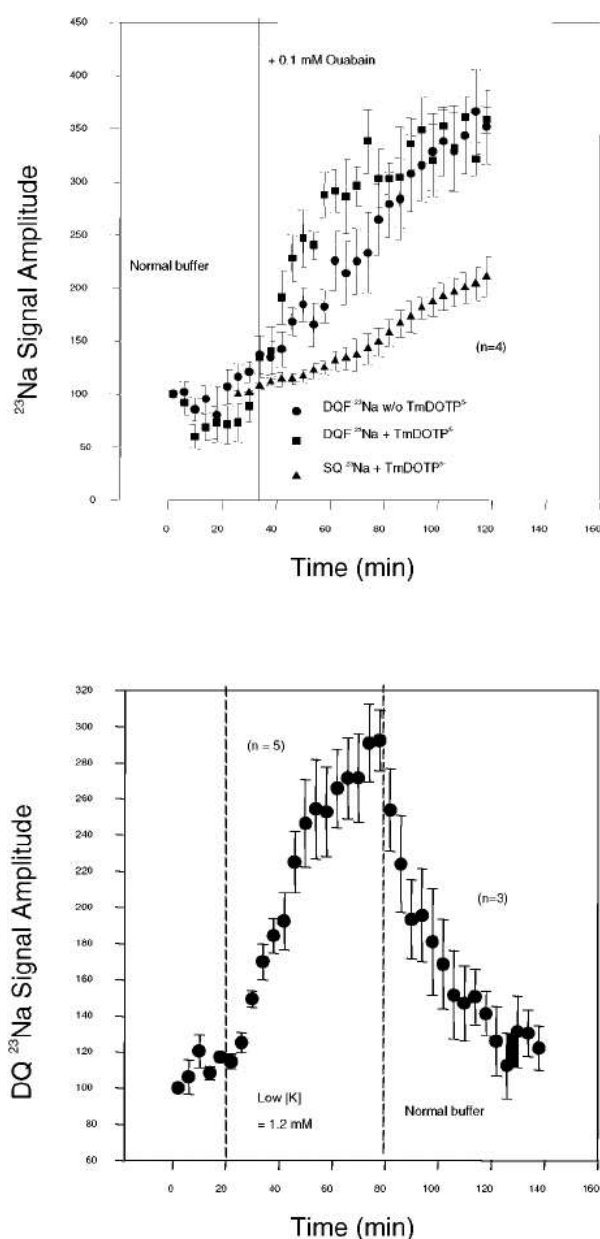 450
+ 0.1 mM Ouabain
400
350
300
250
Normal buffer
200
150
(n=4)
100
DQF ²³Na w/o TmDOTP⁵⁻
DQF ²³Na + TmDOTP⁵⁻
50
SQ ²³Na + TmDOTP⁵⁻
0
²³Na Signal Amplitude
0 20 40 60 80 100 120 140 160
Time (min)
320
300
(n = 5)
280
260
240
220
200
(n=3)
180
160
140
120
100
Low [K]
Normal buffer
80
= 1.2 mM
60
DQ ²³Na Signal Amplitude
0 20 40 60 80 100 120 140 160
Time (min)